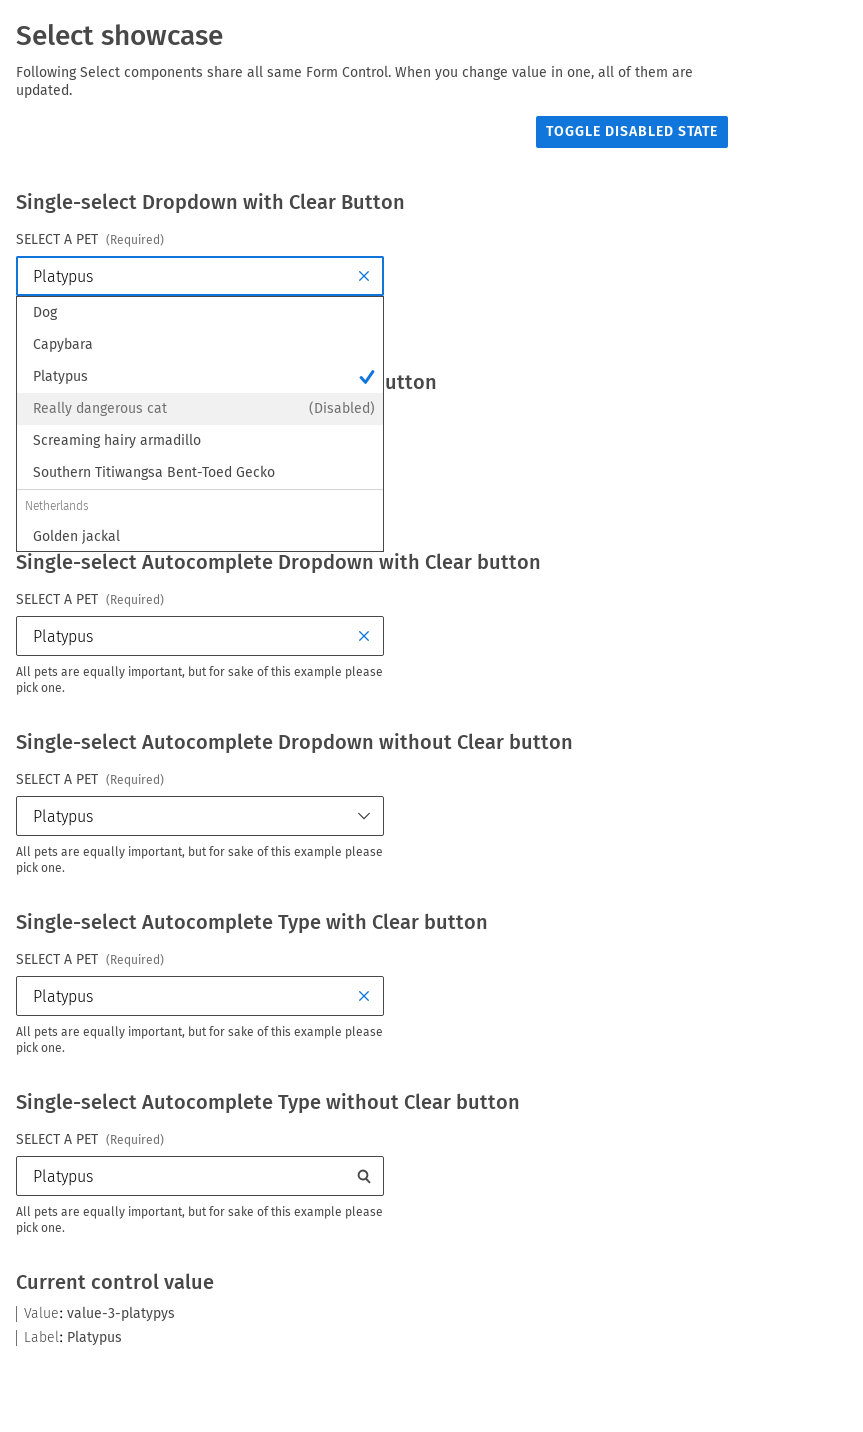 Select showcase
Following Select components share all same Form Control. When you change value in one, all of them are
updated.
TOGGLE DISABLED STATE
Single-select Dropdown with Clear Button
SELECT A PET (Required)
Platypus
Dog
Capybara
Platypus
utton
Really dangerous cat (Disabled)
Screaming hairy armadillo
Southern Titiwangsa Bent-Toed Gecko
Netherlands
Golden jackal
Single-select Autocomplete Dropdown with Clear button
SELECT A PET (Required)
Platypus
All pets are equally important, but for sake of this example please
pick one.
Single-select Autocomplete Dropdown without Clear button
SELECT A PET (Required)
Platypus
All pets are equally important, but for sake of this example please
pick one.
Single-select Autocomplete Type with Clear button
SELECT A PET (Required)
Platypus
All pets are equally important, but for sake of this example please
pick one.
Single-select Autocomplete Type without Clear button
SELECT A PET (Required)
Platypus
All pets are equally important, but for sake of this example please
pick one.
Current control value
Value: value-3-platypys
Label: Platypus